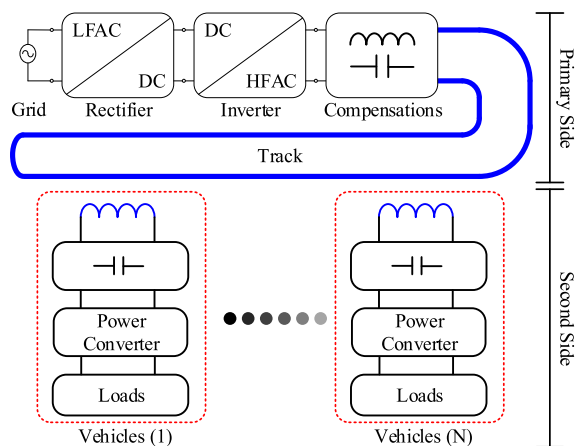 LFAC
DC
DC
HFAC
Grid
Rectifier
Inverter
Compensations
Track
Primary Side
Power
Converter
Loads
Vehicles (1)
Power
Converter
Loads
Vehicles (N)
Second Side